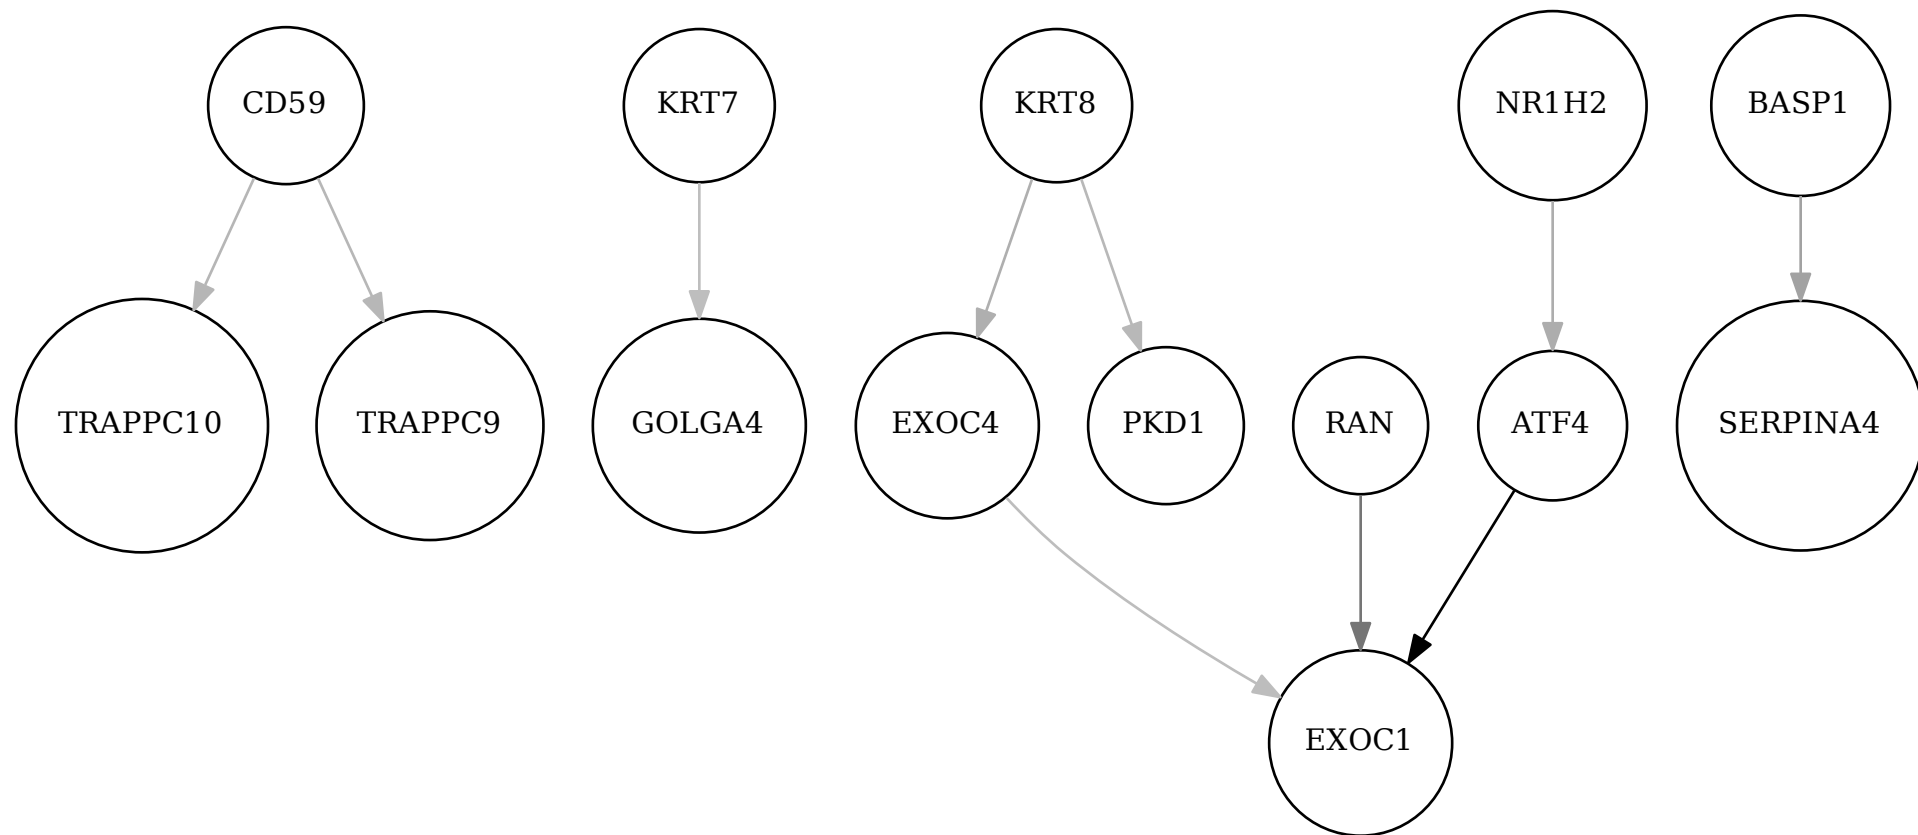 CD59
KRT7
KRT8
NR1H2
BASP1
TRAPPC10
TRAPPC9
GOLGA4
EXOC4
PKD1
RAN
ATF4
SERPINA4
EXOC1